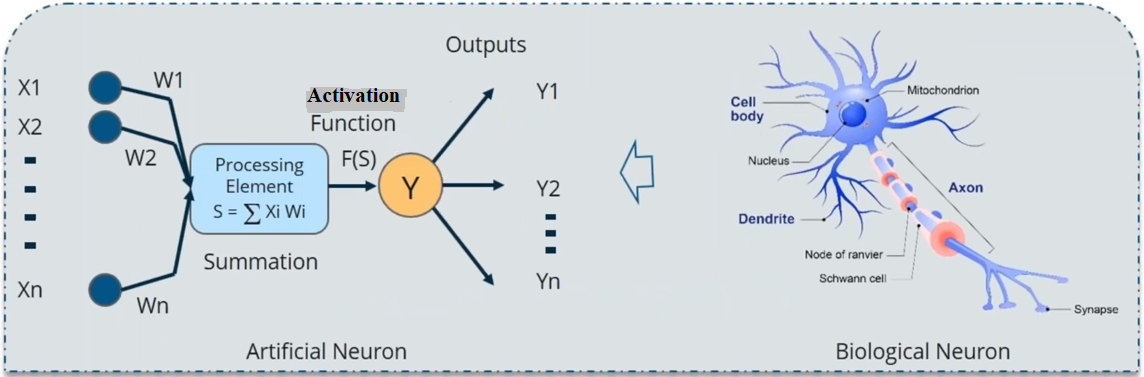 Outputs
X1
W1
Activation
Function
Y1
X2
W2
Processing
Element
S = ∑ Xi Wi
F(S)
Y
Y2
Summation
Xn
Wn
Yn
Artificial Neuron
Cell
body
Mitochondrion
Nucleus
Axon
Dendrite
Node of ranvier
Schwann cell
Synapse
Biological Neuron